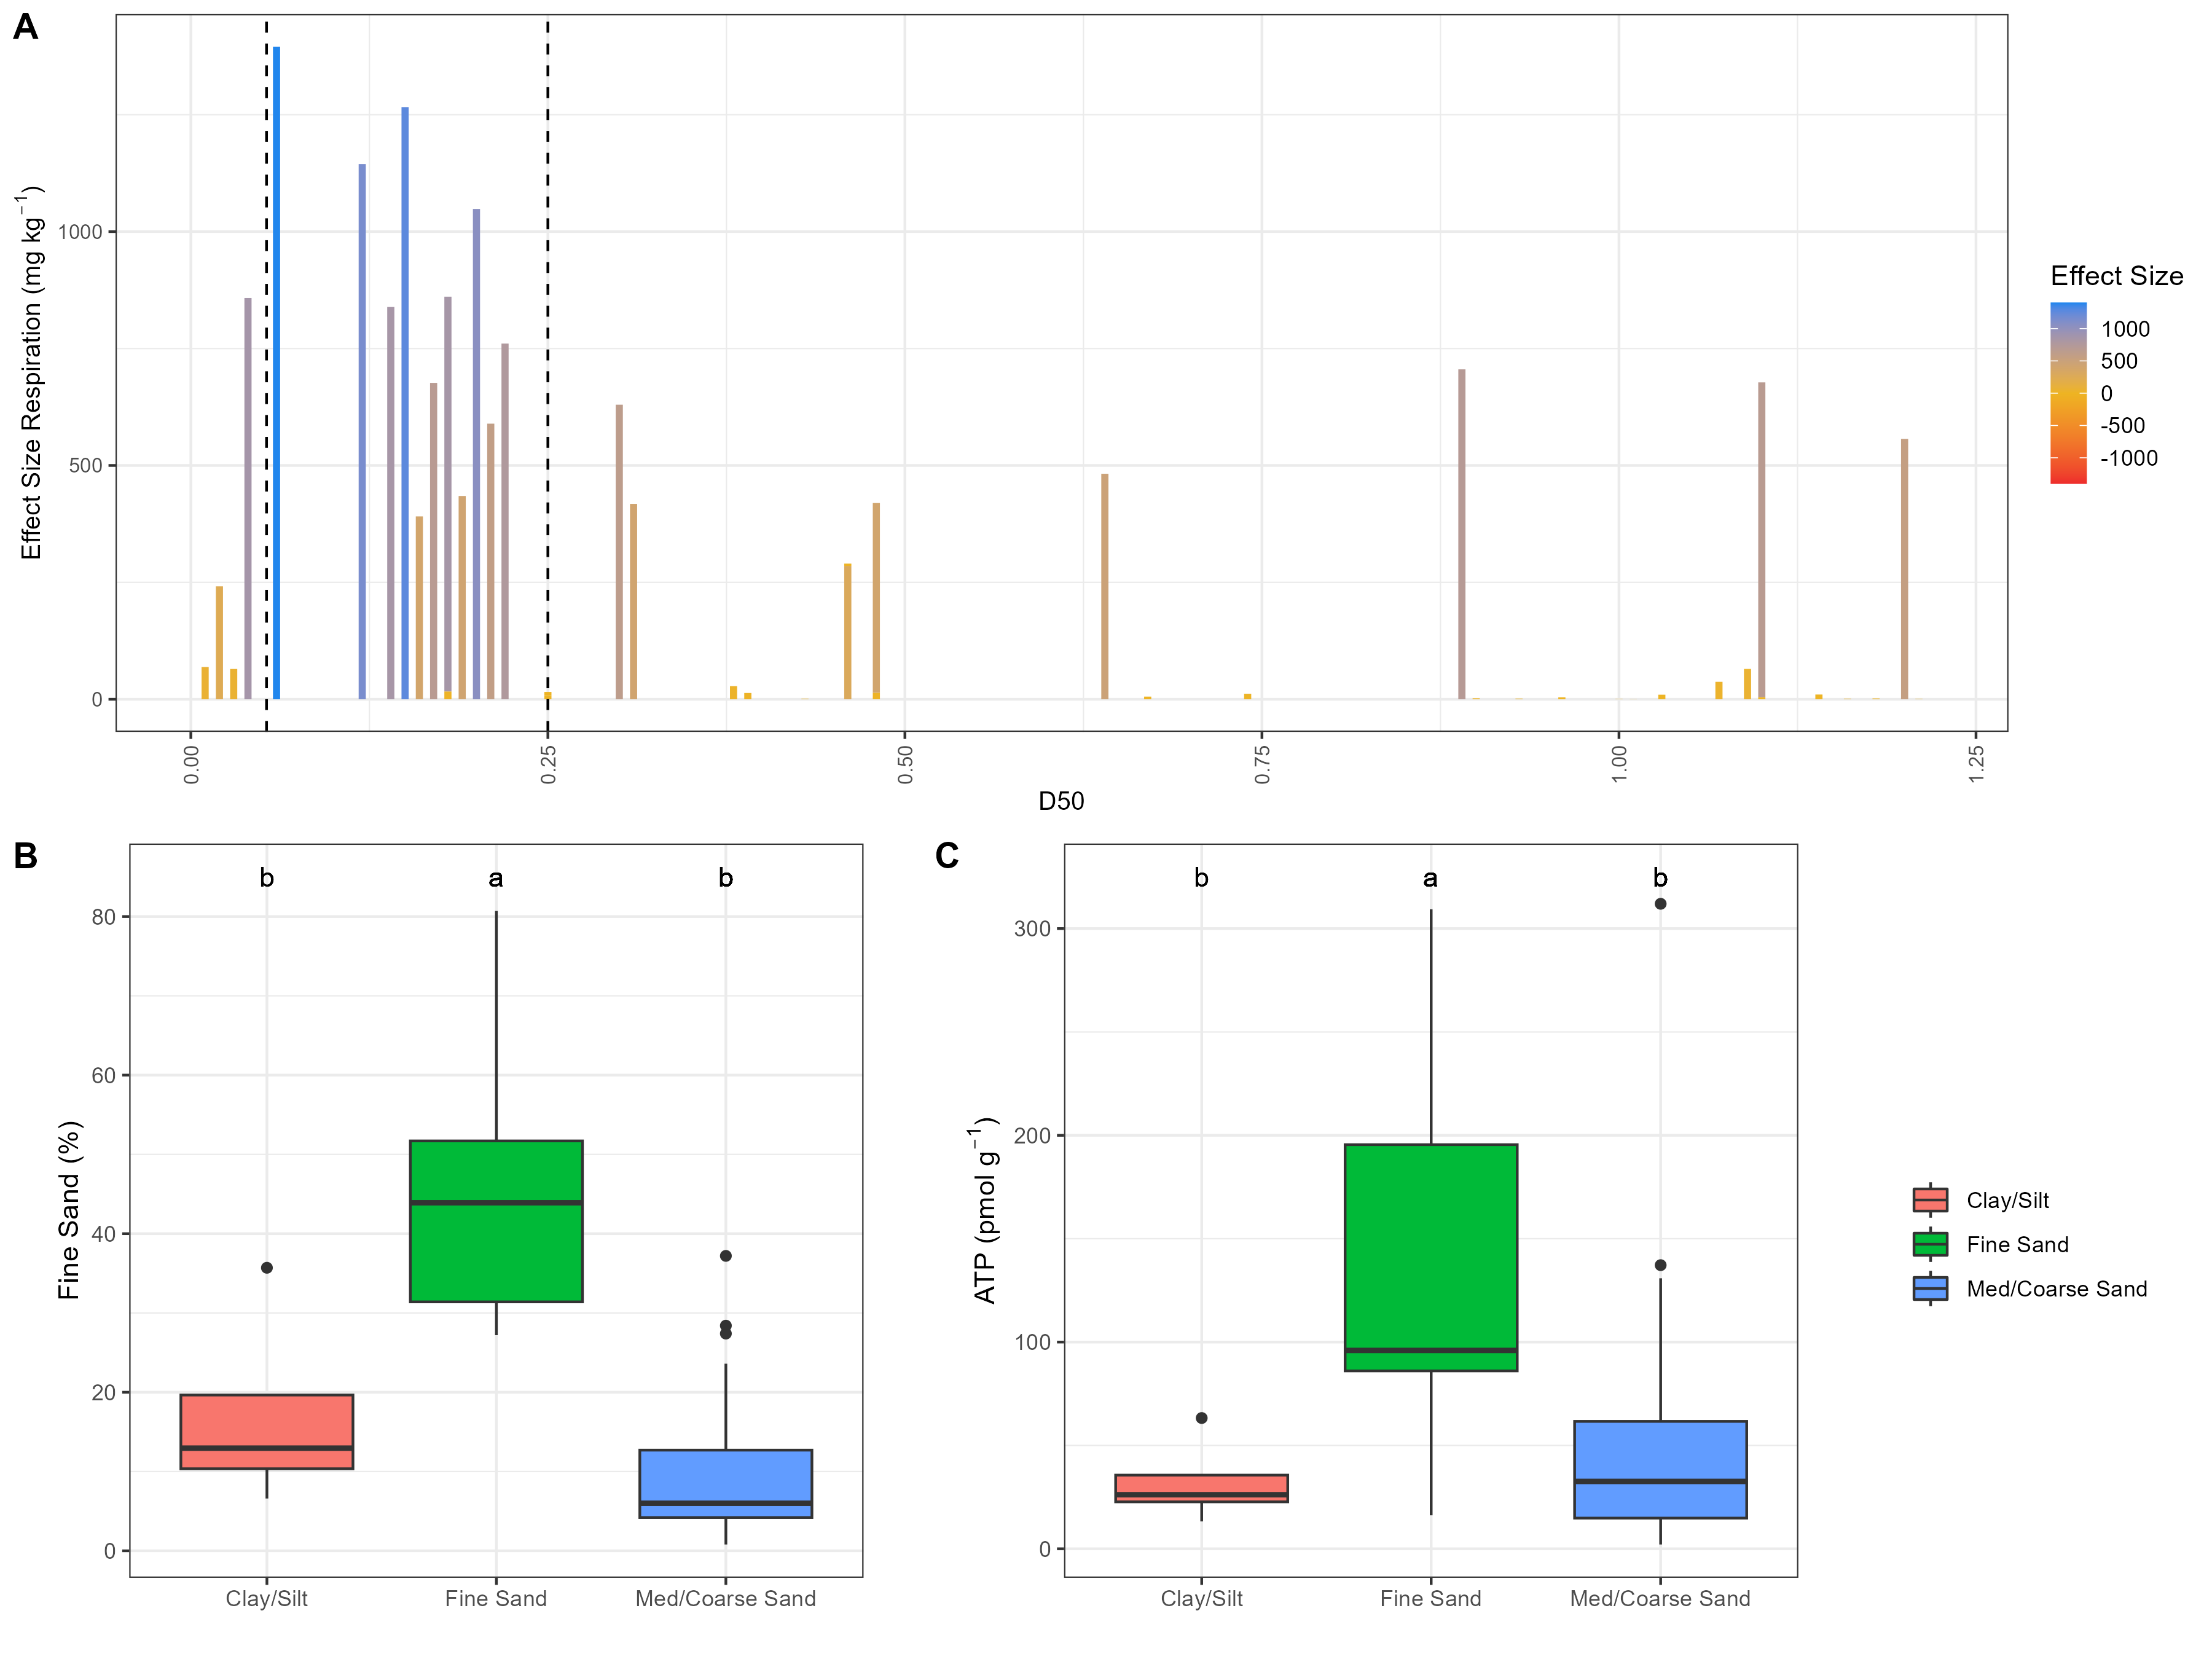 A
Effect Size Respiration (mg kg⁻¹)
1000
500
0
0.00
0.25
0.50
0.75
1.00
1.25
D50
Effect Size
1000
500
0
-500
-1000
B
b
a
b
Fine Sand (%)
80
60
40
20
0
Clay/Silt
Fine Sand
Med/Coarse Sand
C
b
a
b
ATP (pmol g⁻¹)
300
200
100
0
Clay/Silt
Fine Sand
Med/Coarse Sand
Clay/Silt
Fine Sand
Med/Coarse Sand